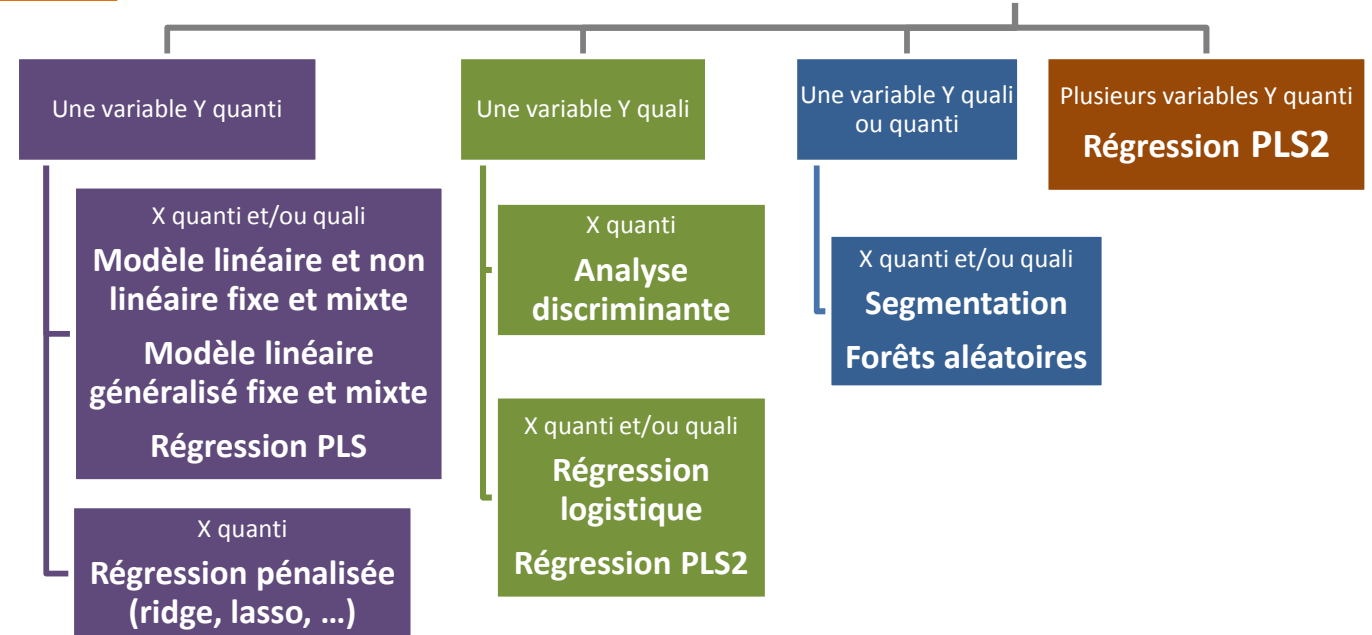 Une variable Y quanti
X quanti et/ou quali
Modèle linéaire et non
linéaire fixe et mixte
Modèle linéaire
généralisé fixe et mixte
Régression PLS
X quanti
Régression pénalisée
(ridge, lasso, ...)
Une variable Y quali
X quanti
Analyse
discriminante
X quanti et/ou quali
Régression
logistique
Régression PLS2
Une variable Y quali
ou quanti
X quanti et/ou quali
Segmentation
Forêts aléatoires
Plusieurs variables Y quanti
Régression PLS2